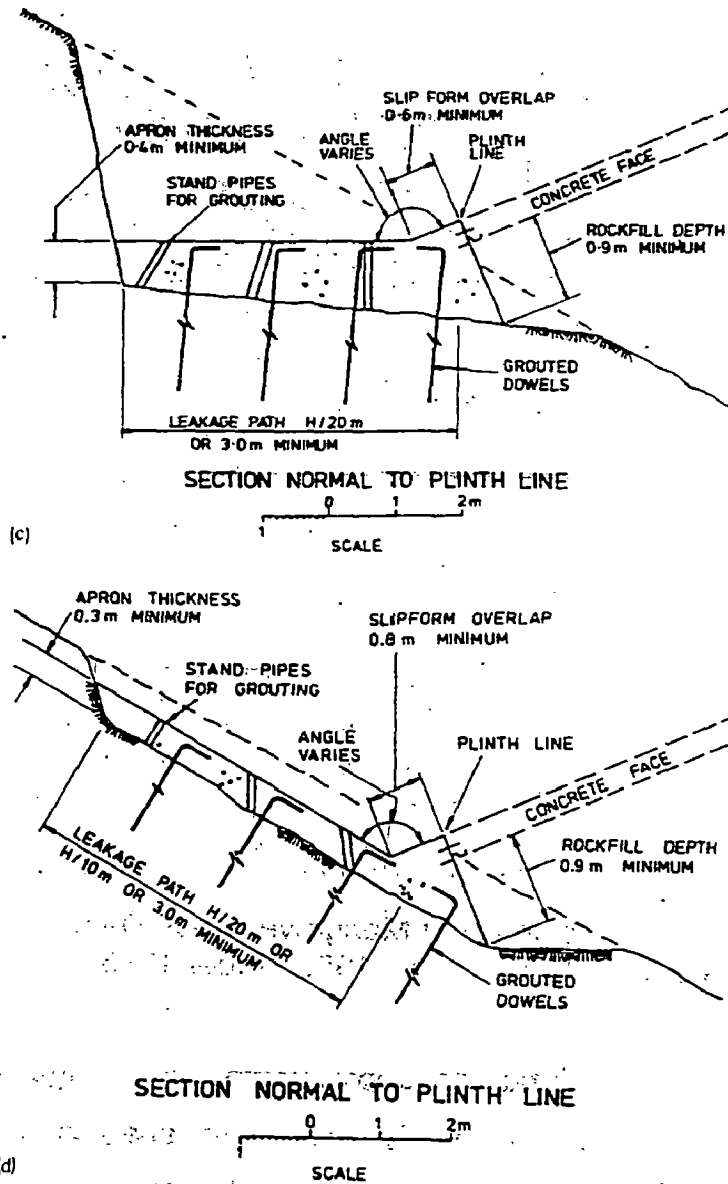 SLIP FORM OVERLAP
0·6m MINIMUM
APRON THICKNESS
0·4m MINIMUM
ANGLE
VARIES
PLINTH
LINE
STAND-PIPES
FOR GROUTING
CONCRETE FACE
ROCKFILL DEPTH
0·9m MINIMUM
GROUTED
DOWELS
LEAKAGE PATH H/20m
OR 3·0m MINIMUM
SECTION NORMAL TO PLINTH LINE
1 0 1 2m
SCALE
(c)
APRON THICKNESS
0.3m MINIMUM
SLIPFORM OVERLAP
0.8m MINIMUM
STAND-PIPES
FOR GROUTING
ANGLE
VARIES
PLINTH LINE
CONCRETE FACE
ROCKFILL DEPTH
0.9m MINIMUM
LEAKAGE PATH H/20m OR
H/10m OR 3.0m MINIMUM
GROUTED
DOWELS
SECTION NORMAL TO PLINTH LINE
1 0 1 2m
SCALE
(d)